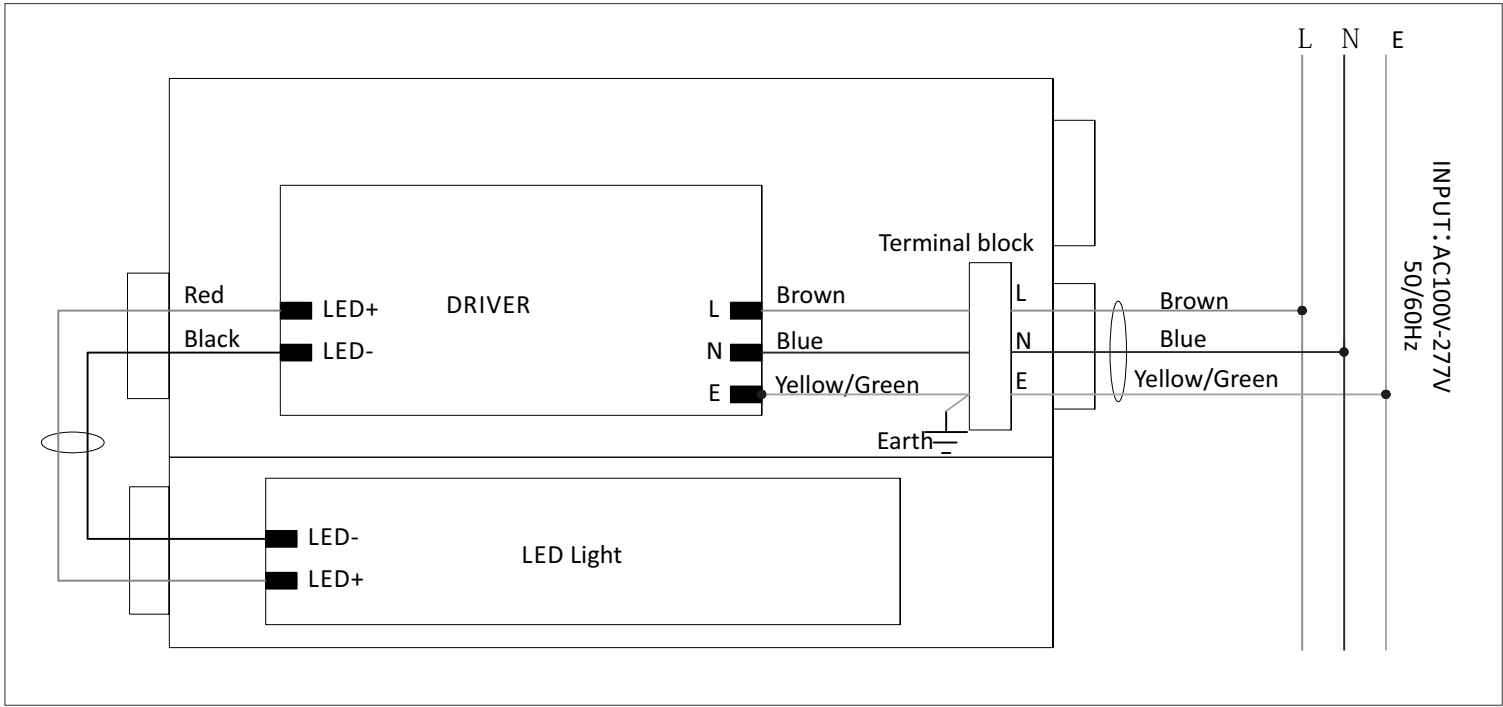 L N E
INPUT:AC100V-277V
50/60Hz
Terminal block
Red
LED+
DRIVER
L
Brown
L
Brown
Black
LED-
N
Blue
N
Blue
E
Yellow/Green
E
Yellow/Green
Earth
LED-
LED Light
LED+